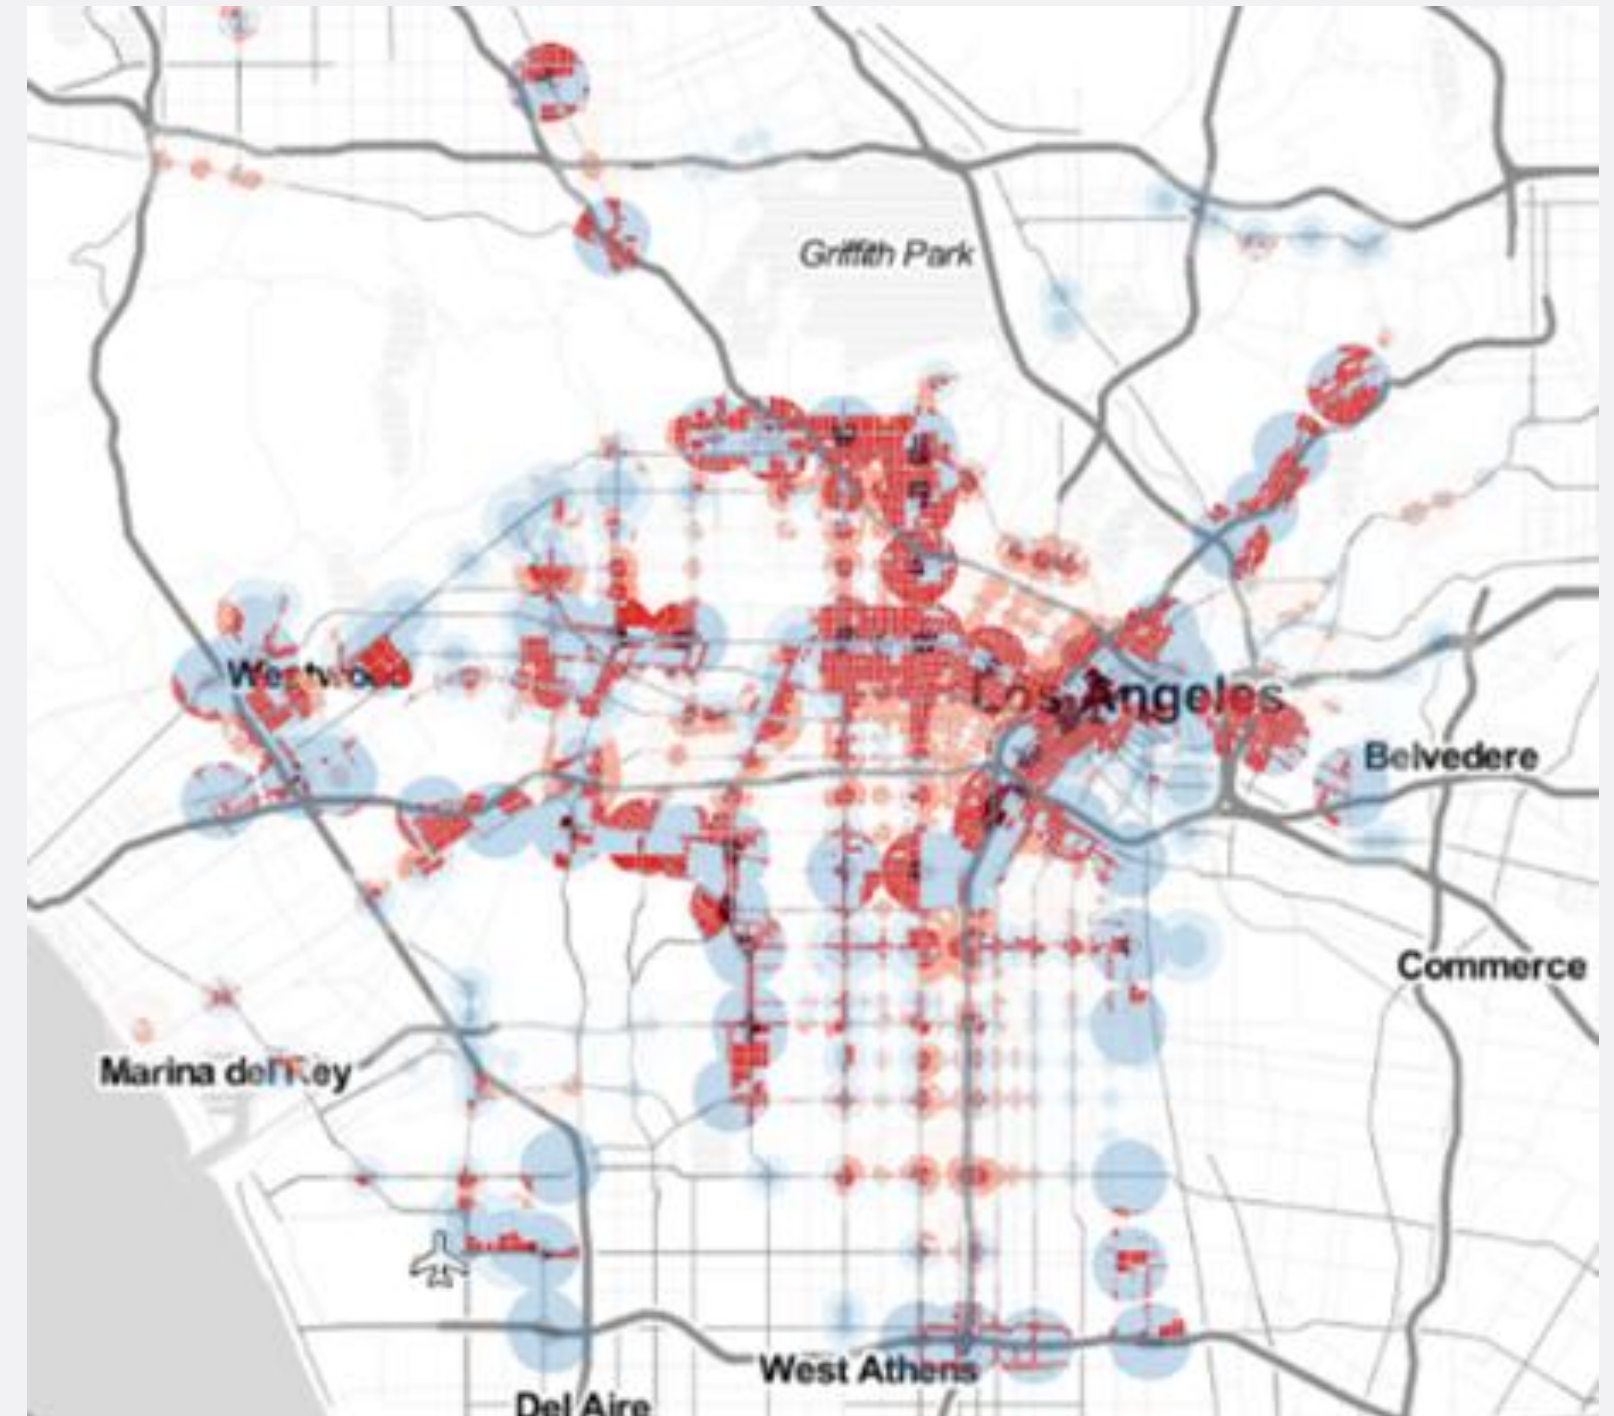 Griffith Park
Westwood
Los Angeles
Belvedere
Commerce
Marina del Rey
West Athens
Del Aire